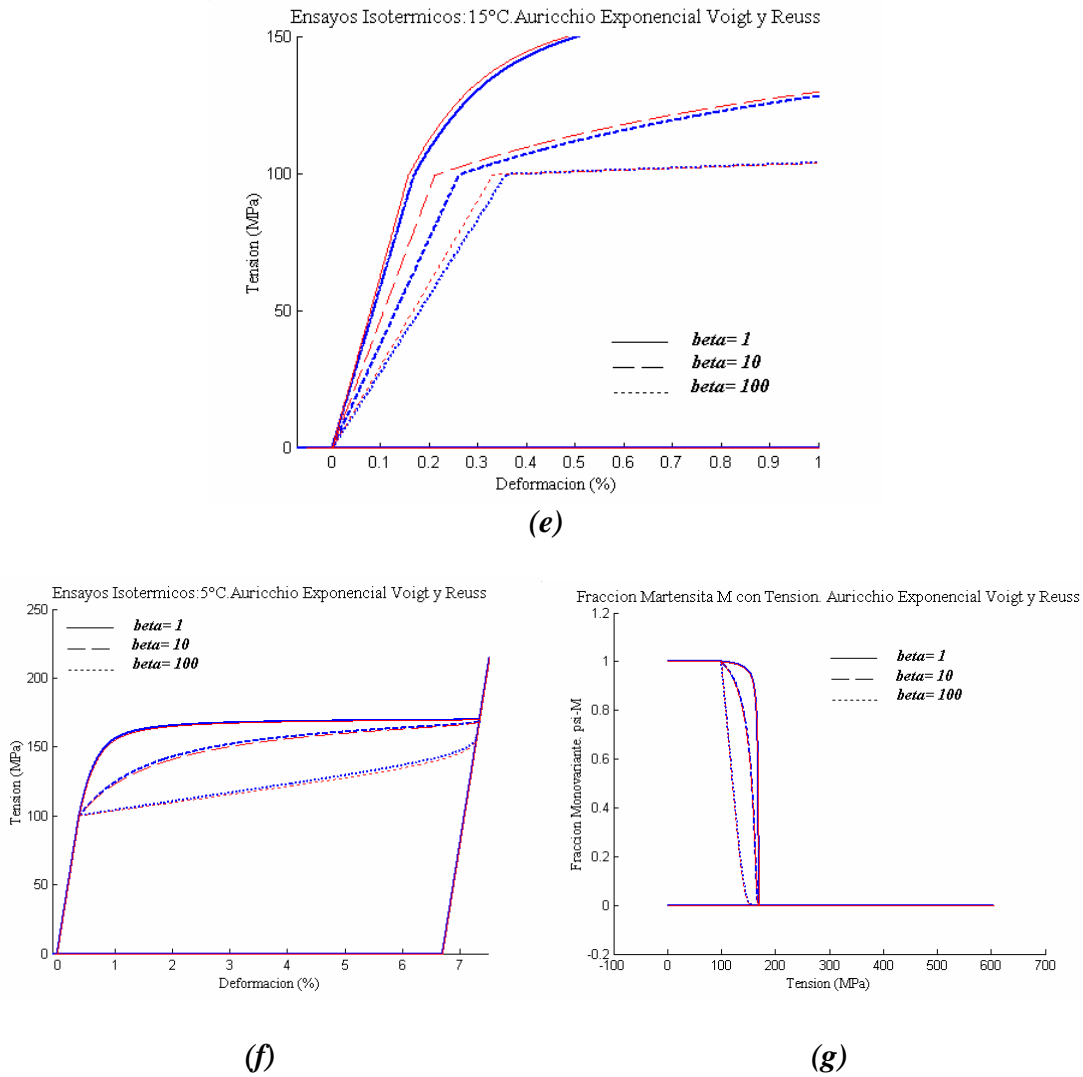 Ensayos Isotermicos:15°C.Auricchio Exponencial Voigt y Reuss
150
100
50
0
Tension (MPa)
beta= 1
beta= 10
beta= 100
0 0.1 0.2 0.3 0.4 0.5 0.6 0.7 0.8 0.9 1
Deformacion (%)
(e)
Ensayos Isotermicos:5°C.Auricchio Exponencial Voigt y Reuss
250
200
150
100
50
0
Tension (MPa)
beta= 1
beta= 10
beta= 100
0 1 2 3 4 5 6 7
Deformacion (%)
(f)
Fraccion Martensita M con Tension. Auricchio Exponencial Voigt y Reuss
1.2
1
0.8
0.6
0.4
0.2
0
-0.2
Fraccion Monovariante. psi-M
beta= 1
beta= 10
beta= 100
-100 0 100 200 300 400 500 600 700
Tension (MPa)
(g)